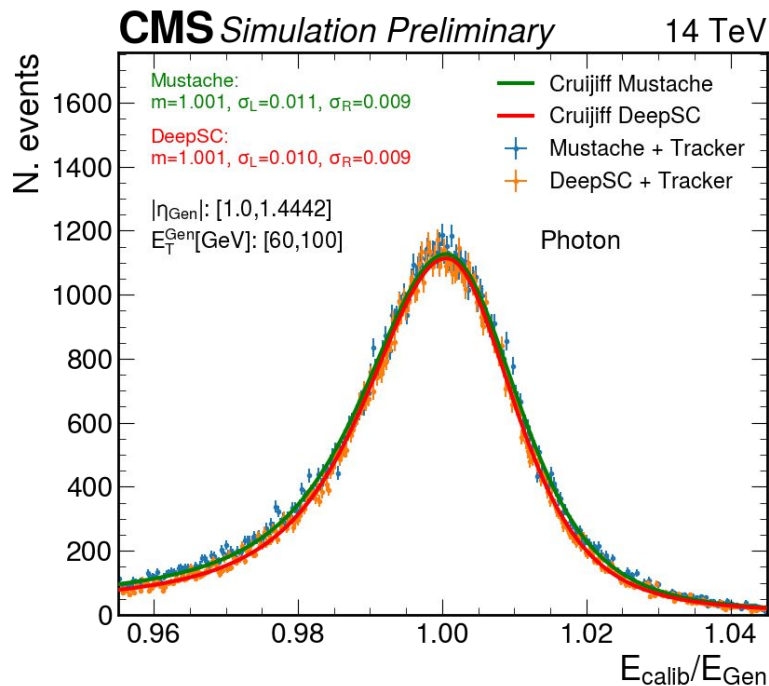 CMS Simulation Preliminary 14 TeV
Mustache:
m=1.001, σL=0.011, σR=0.009
DeepSC:
m=1.001, σL=0.010, σR=0.009
|ηGen|: [1.0,1.4442]
E_T^Gen[GeV]: [60,100]
Cruijiff Mustache
Cruijiff DeepSC
Mustache + Tracker
DeepSC + Tracker
Photon
N. events
1600
1400
1200
1000
800
600
400
200
0
0.96 0.98 1.00 1.02 1.04
Ecalib/EGen